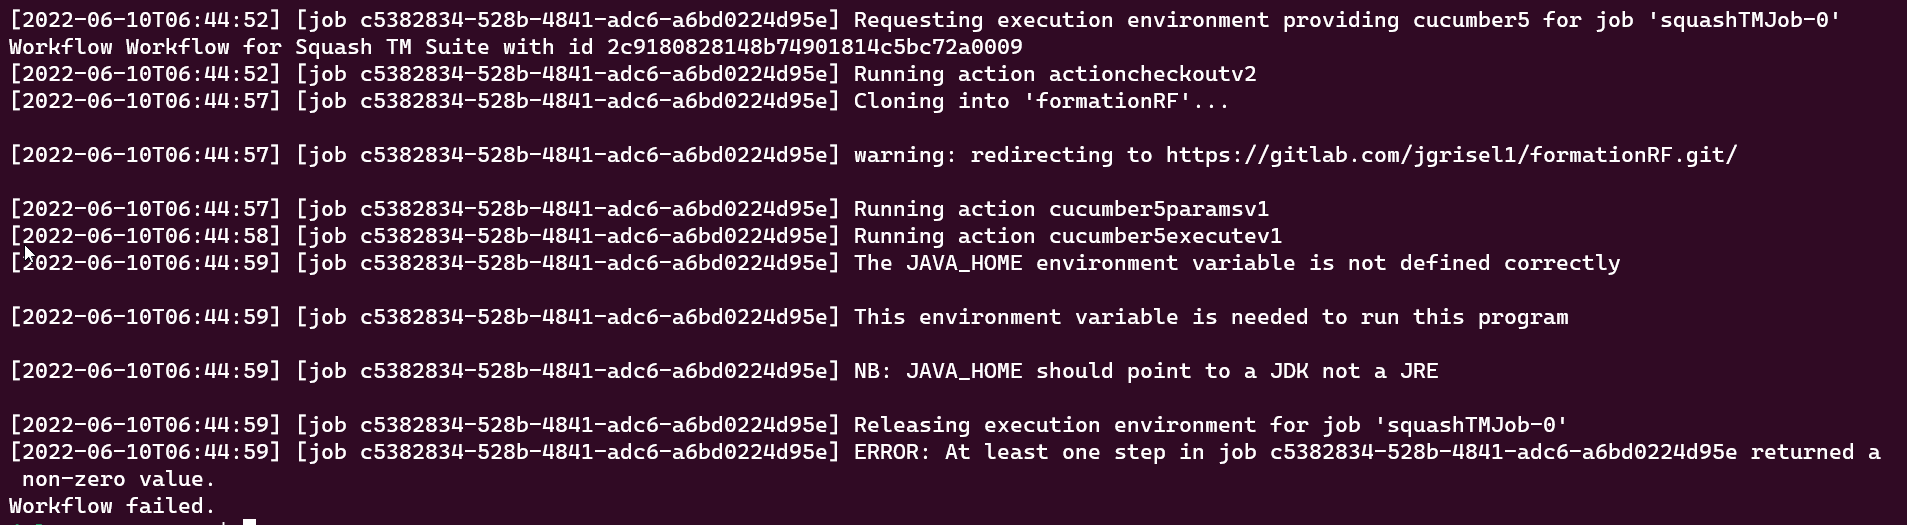 [2022-06-10T06:44:52] [job c5382834-528b-4841-adc6-a6bd0224d95e] Requesting execution environment providing cucumber5 for job 'squashTMJob-0'
Workflow Workflow for Squash TM Suite with id 2c9180828148b74901814c5bc72a0009
[2022-06-10T06:44:52] [job c5382834-528b-4841-adc6-a6bd0224d95e] Running action actioncheckoutv2
[2022-06-10T06:44:57] [job c5382834-528b-4841-adc6-a6bd0224d95e] Cloning into 'formationRF'...
[2022-06-10T06:44:57] [job c5382834-528b-4841-adc6-a6bd0224d95e] warning: redirecting to https://gitlab.com/jgrisel1/formationRF.git/
[2022-06-10T06:44:57] [job c5382834-528b-4841-adc6-a6bd0224d95e] Running action cucumber5paramsv1
[2022-06-10T06:44:58] [job c5382834-528b-4841-adc6-a6bd0224d95e] Running action cucumber5executev1
[2022-06-10T06:44:59] [job c5382834-528b-4841-adc6-a6bd0224d95e] The JAVA_HOME environment variable is not defined correctly
[2022-06-10T06:44:59] [job c5382834-528b-4841-adc6-a6bd0224d95e] This environment variable is needed to run this program
[2022-06-10T06:44:59] [job c5382834-528b-4841-adc6-a6bd0224d95e] NB: JAVA_HOME should point to a JDK not a JRE
[2022-06-10T06:44:59] [job c5382834-528b-4841-adc6-a6bd0224d95e] Releasing execution environment for job 'squashTMJob-0'
[2022-06-10T06:44:59] [job c5382834-528b-4841-adc6-a6bd0224d95e] ERROR: At least one step in job c5382834-528b-4841-adc6-a6bd0224d95e returned a
non-zero value.
Workflow failed.